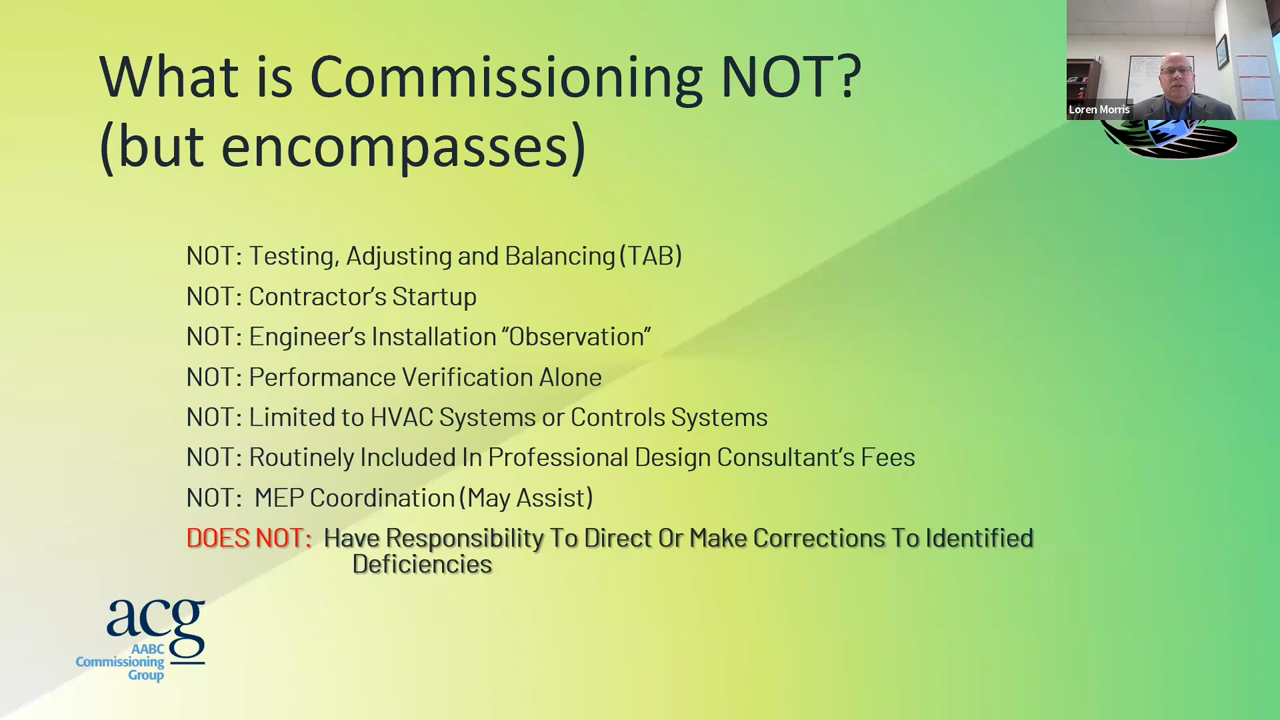 What is Commissioning NOT?
(but encompasses)
Loren Morris
NOT: Testing, Adjusting and Balancing (TAB)
NOT: Contractor’s Startup
NOT: Engineer’s Installation “Observation”
NOT: Performance Verification Alone
NOT: Limited to HVAC Systems or Controls Systems
NOT: Routinely Included In Professional Design Consultant’s Fees
NOT: MEP Coordination (May Assist)
DOES NOT: Have Responsibility To Direct Or Make Corrections To Identified
Deficiencies
acg
AABC
Commissioning
Group